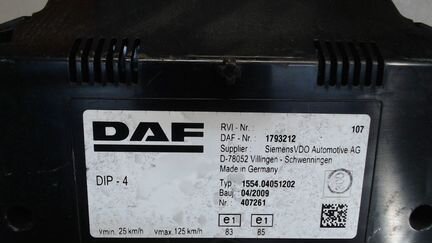 DAF
RVI - Nr. :
107
DAF - Nr. : 1793212
Supplier : SiemensVDO Automotive AG
D-78052 Villingen - Schwenningen
Made in Germany
DIP - 4
Typ : 1554.04051202
Bauj. : 04/2009
Nr. : 407261
e1 e1
Vmin. 25 km/h Vmax 125 km/h 83 85